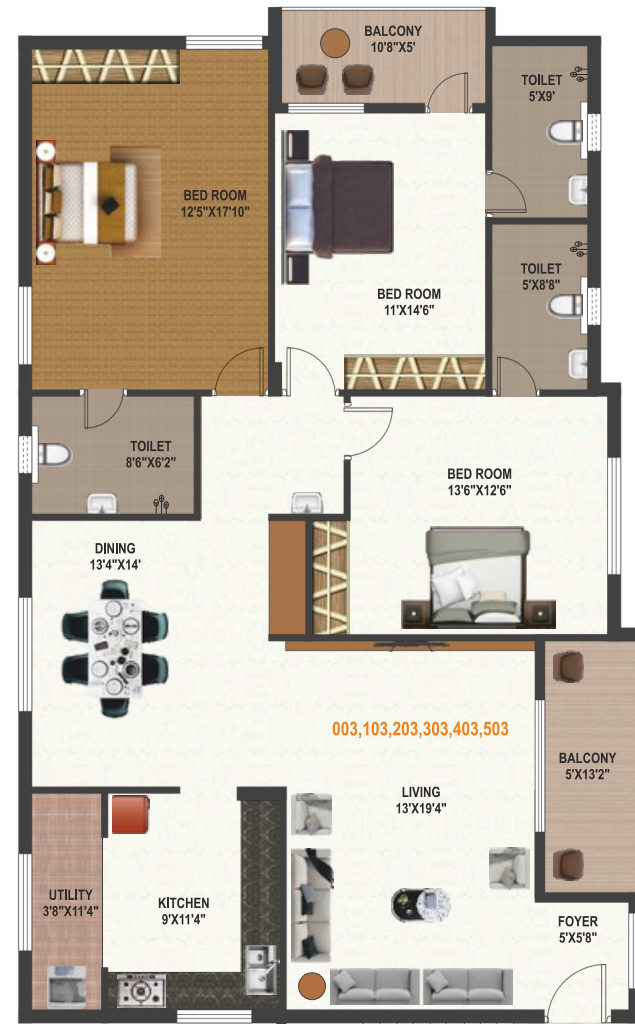 BALCONY
10'8"X5'
TOILET
5'X9'
BED ROOM
12'5"X17'10"
BED ROOM
11'X14'6"
TOILET
5'X8'8"
TOILET
8'6"X6'2"
BED ROOM
13'6"X12'6"
DINING
13'4"X14'
003,103,203,303,403,503
BALCONY
5'X13'2"
LIVING
13'X19'4"
UTILITY
3'8"X11'4"
KITCHEN
9'X11'4"
FOYER
5'X5'8"